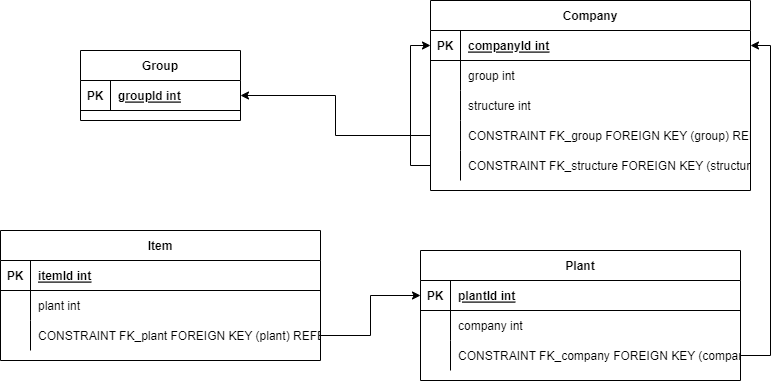 Company
PK companyId int
group int
structure int
CONSTRAINT FK_group FOREIGN KEY (group) RE
CONSTRAINT FK_structure FOREIGN KEY (structur
Group
PK groupId int
Item
PK itemId int
plant int
CONSTRAINT FK_plant FOREIGN KEY (plant) REFE
Plant
PK plantId int
company int
CONSTRAINT FK_company FOREIGN KEY (compa